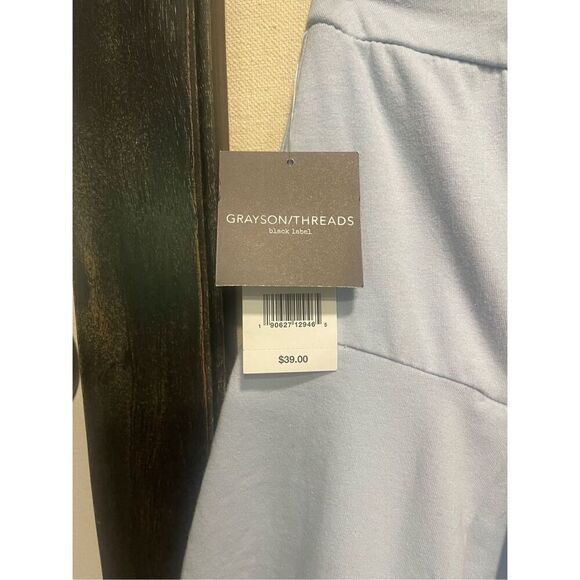 GRAYSON/THREADS
black label
1 90627 12946 5
$39.00